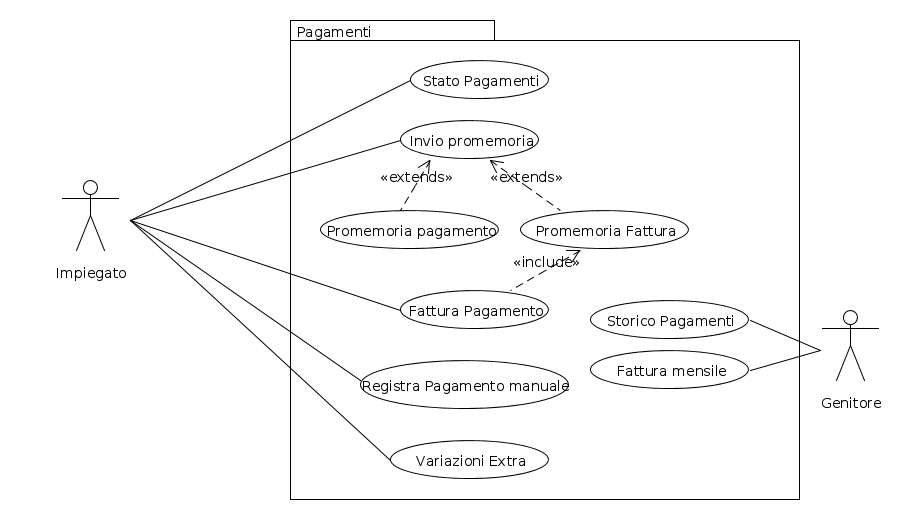 Pagamenti
Stato Pagamenti
Invio promemoria
«extends» «extends»
Promemoria pagamento Promemoria Fattura
«include»
Impiegato
Fattura Pagamento
Storico Pagamenti
Fattura mensile
Registra Pagamento manuale
Genitore
Variazioni Extra